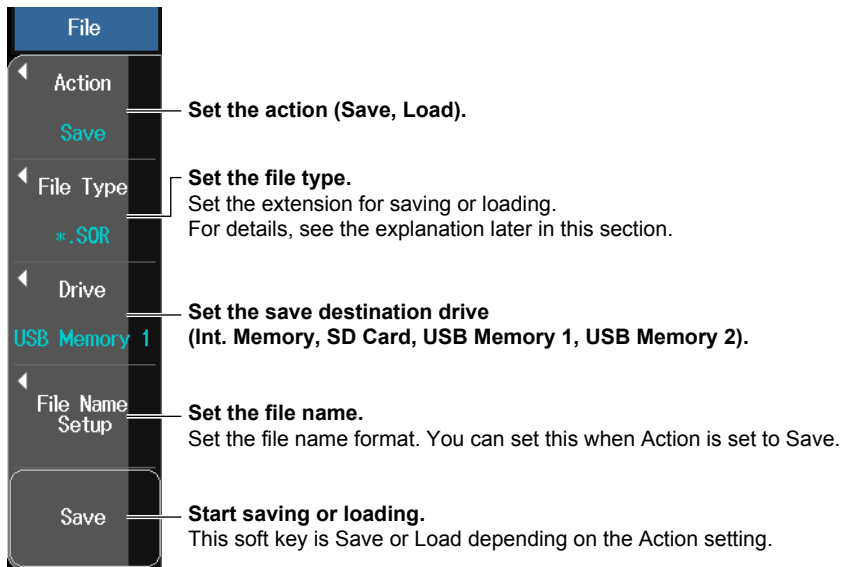 File
Action
Save
Set the action (Save, Load).
File Type
*.SOR
Set the file type.
Set the extension for saving or loading.
For details, see the explanation later in this section.
Drive
USB Memory 1
Set the save destination drive
(Int. Memory, SD Card, USB Memory 1, USB Memory 2).
File Name
Setup
Set the file name.
Set the file name format. You can set this when Action is set to Save.
Save
Start saving or loading.
This soft key is Save or Load depending on the Action setting.